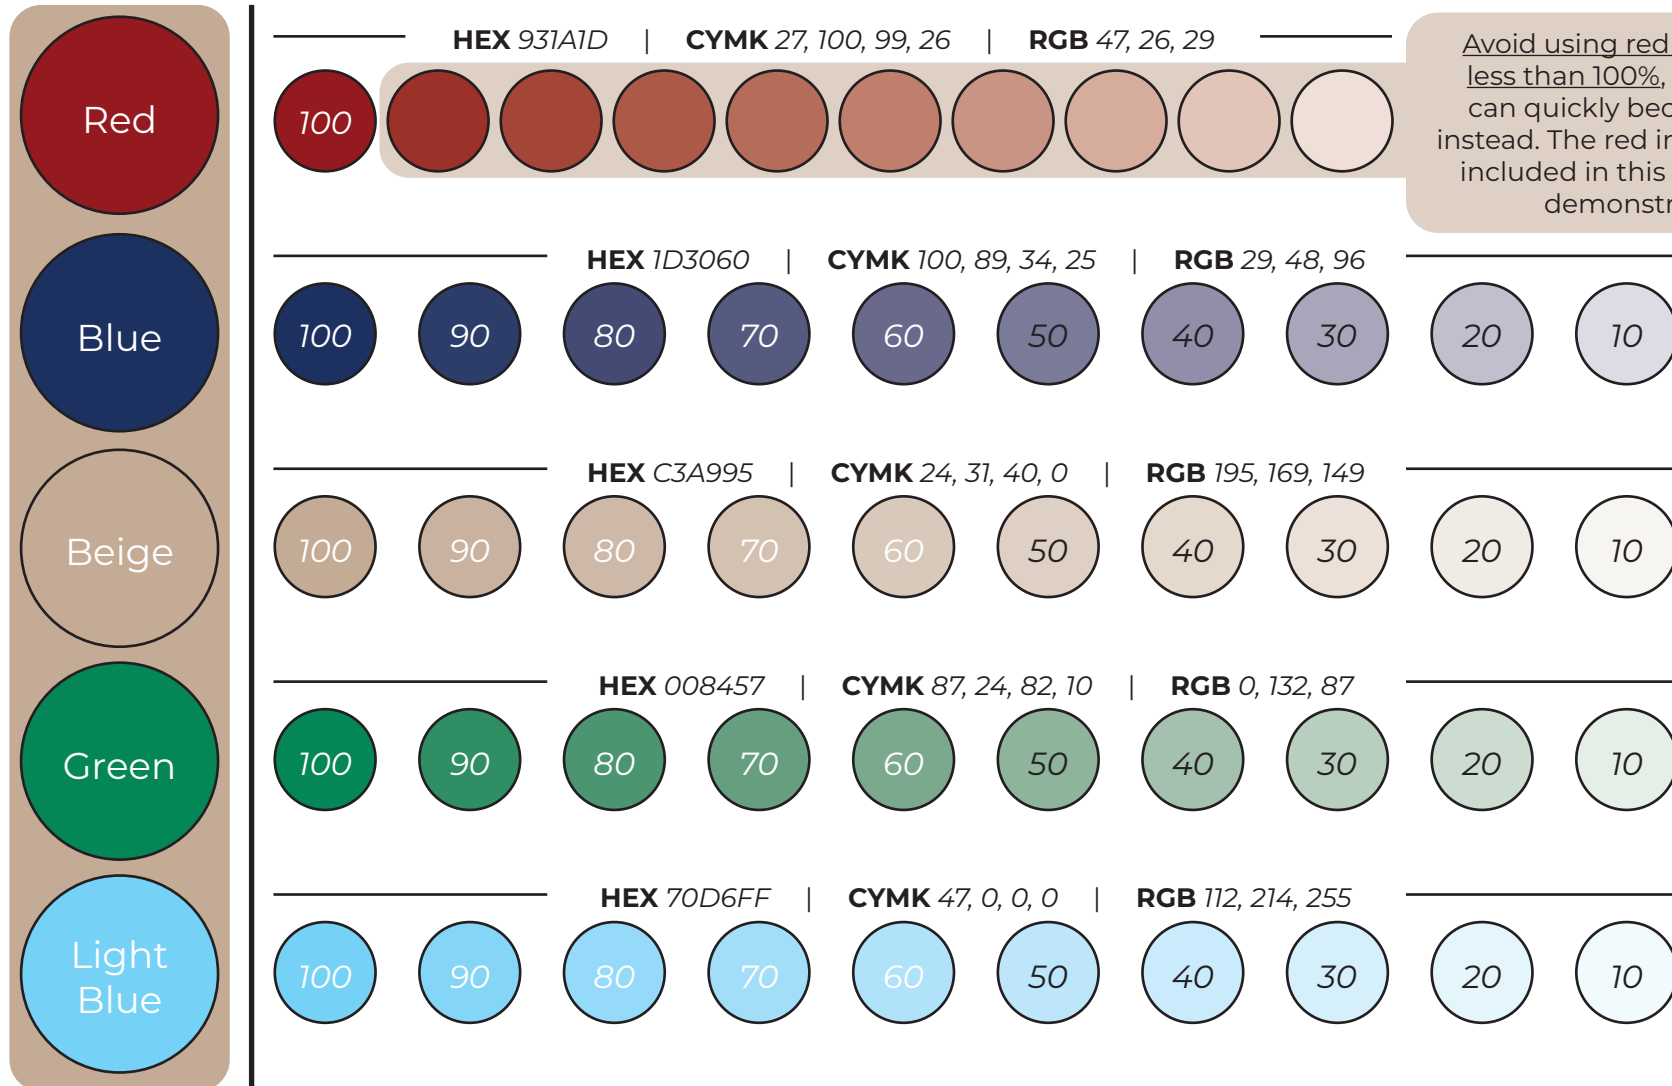 Red
HEX 931A1D | CYMK 27, 100, 99, 26 | RGB 47, 26, 29
100
Avoid using red
less than 100%,
can quickly bec
instead. The red in
included in this
demonstr
Blue
HEX 1D3060 | CYMK 100, 89, 34, 25 | RGB 29, 48, 96
100 90 80 70 60 50 40 30 20 10
Beige
HEX C3A995 | CYMK 24, 31, 40, 0 | RGB 195, 169, 149
100 90 80 70 60 50 40 30 20 10
Green
HEX 008457 | CYMK 87, 24, 82, 10 | RGB 0, 132, 87
100 90 80 70 60 50 40 30 20 10
Light
Blue
HEX 70D6FF | CYMK 47, 0, 0, 0 | RGB 112, 214, 255
100 90 80 70 60 50 40 30 20 10